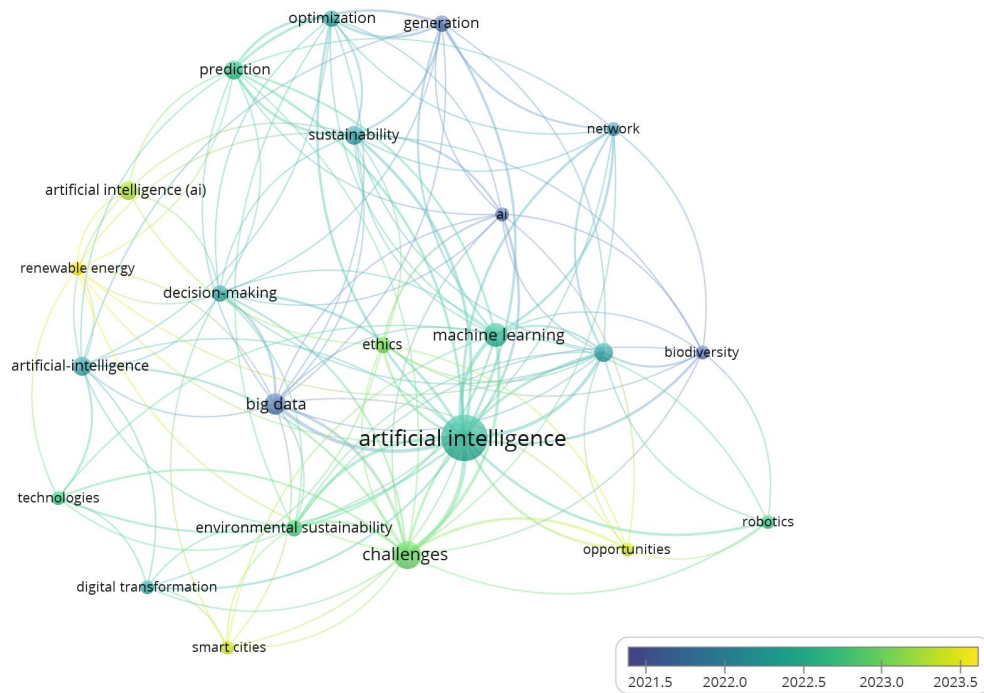 optimization
generation
prediction
network
sustainability
artificial intelligence (ai)
ai
renewable energy
decision-making
machine learning
ethics
biodiversity
artificial-intelligence
big data
artificial intelligence
technologies
robotics
environmental sustainability
opportunities
challenges
digital transformation
smart cities
2021.5 2022.0 2022.5 2023.0 2023.5